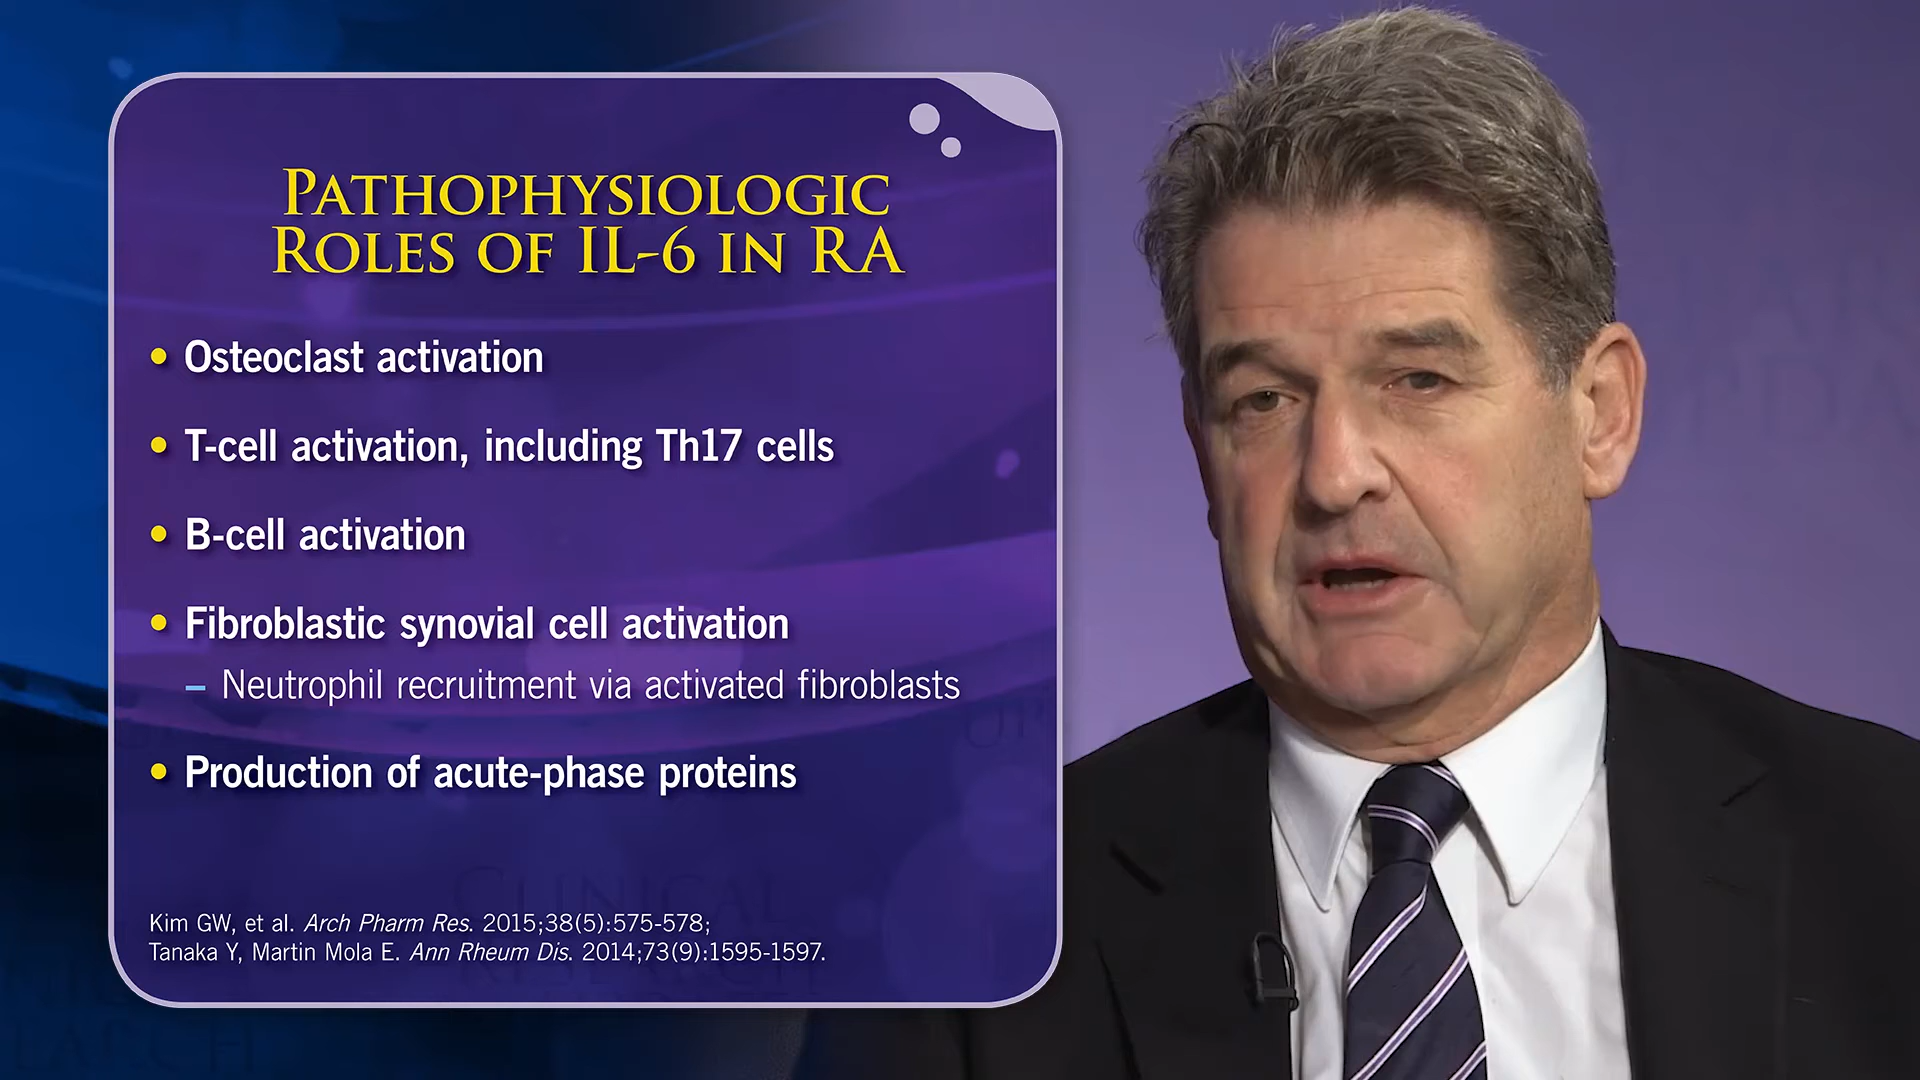 PATHOPHYSIOLOGIC
ROLES OF IL-6 IN RA
• Osteoclast activation
• T-cell activation, including Th17 cells
• B-cell activation
• Fibroblastic synovial cell activation
– Neutrophil recruitment via activated fibroblasts
• Production of acute-phase proteins
CLINICAL
Kim GW, et al. Arch Pharm Res. 2015;38(5):575-578;
Tanaka Y, Martin Mola E. Ann Rheum Dis. 2014;73(9):1595-1597.